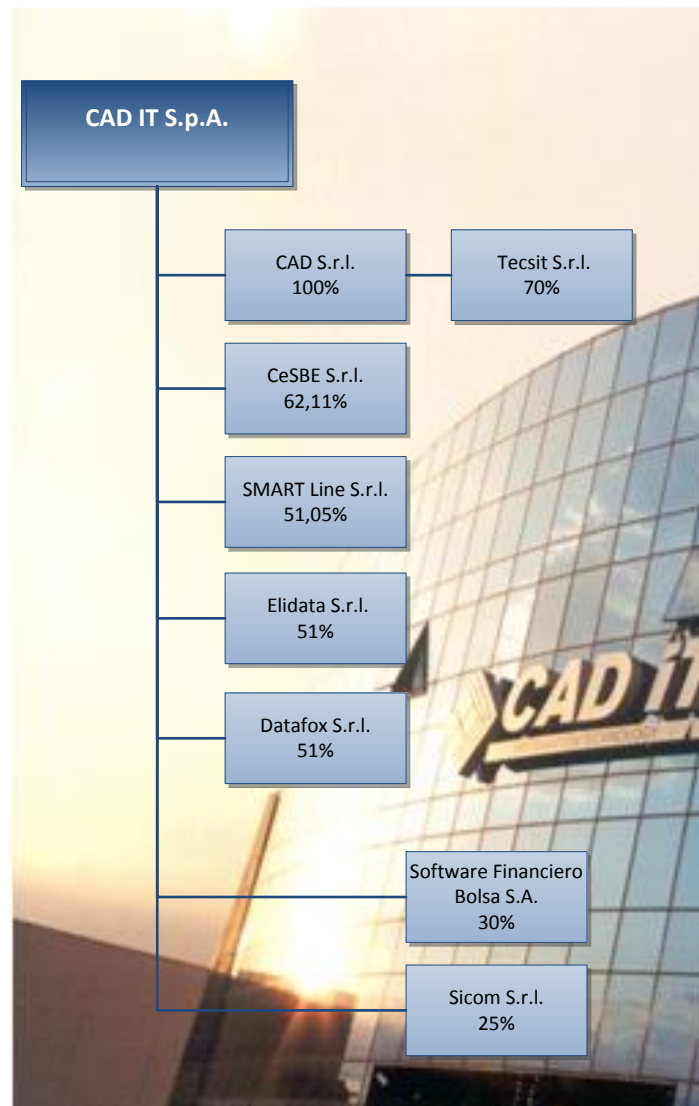 CAD IT S.p.A.
CAD S.r.l.
100%
Tecsit S.r.l.
70%
CeSBE S.r.l.
62,11%
SMART Line S.r.l.
51,05%
Elidata S.r.l.
51%
Datafox S.r.l.
51%
CAD iT
Software Financiero
Bolsa S.A.
30%
Sicom S.r.l.
25%